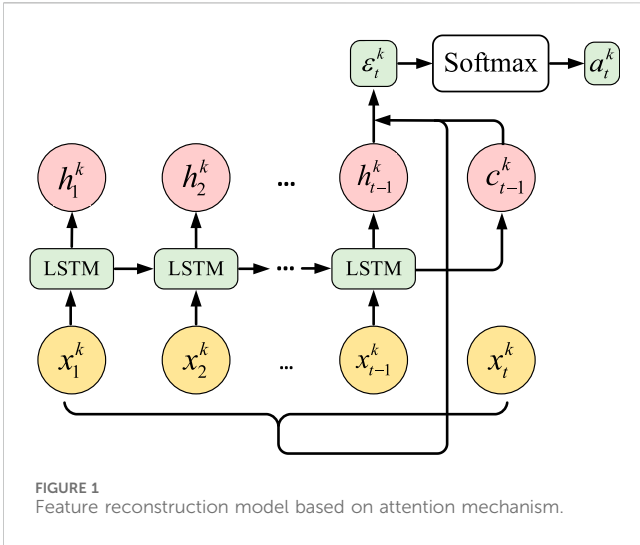 ε_t^k Softmax a_t^k
h_1^k h_2^k ... h_{t-1}^k c_{t-1}^k
LSTM LSTM ... LSTM
x_1^k x_2^k ... x_{t-1}^k x_t^k
FIGURE 1
Feature reconstruction model based on attention mechanism.